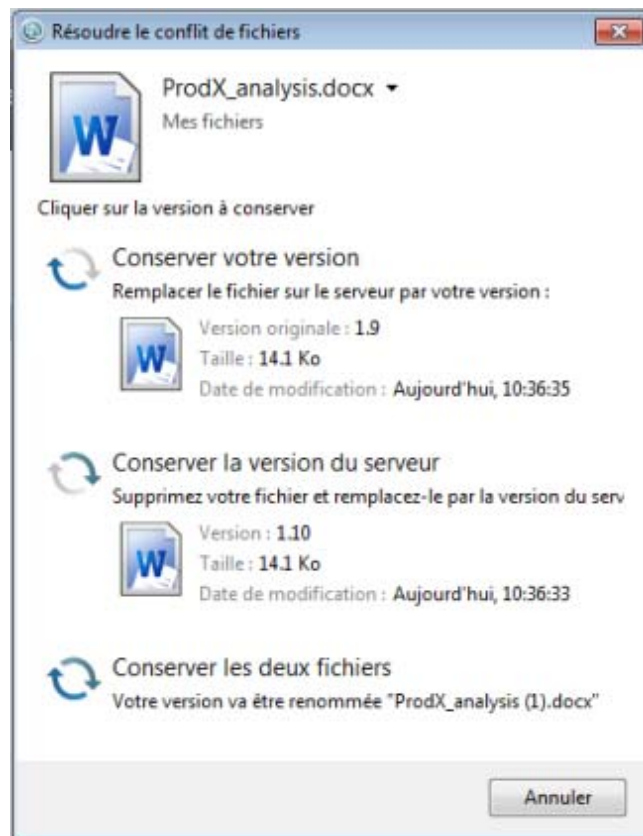 Résoudre le conflit de fichiers
ProdX_analysis.docx
Mes fichiers
Cliquer sur la version à conserver
Conserver votre version
Remplacer le fichier sur le serveur par votre version :
Version originale : 1.9
Taille : 14.1 Ko
Date de modification : Aujourd'hui, 10:36:35
Conserver la version du serveur
Supprimez votre fichier et remplacez-le par la version du serv
Version : 1.10
Taille : 14.1 Ko
Date de modification : Aujourd'hui, 10:36:33
Conserver les deux fichiers
Votre version va être renommée "ProdX_analysis (1).docx"
Annuler